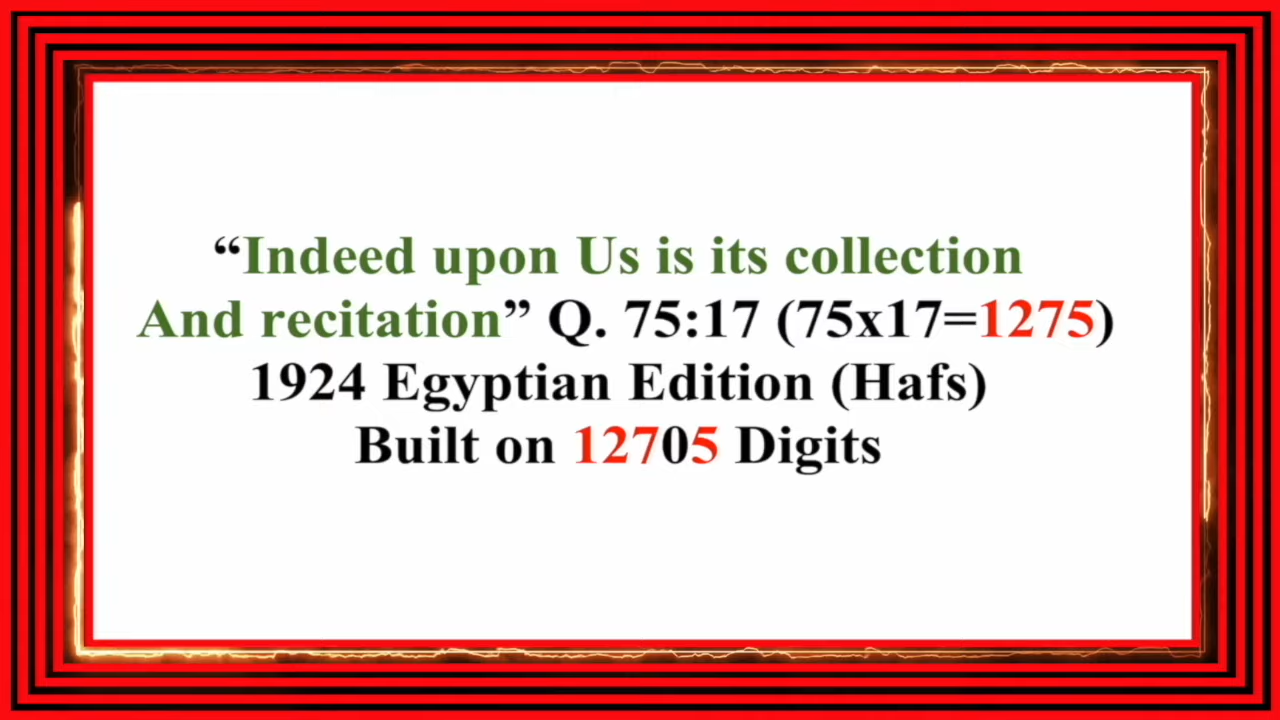 “Indeed upon Us is its collection
And recitation” Q. 75:17 (75x17=1275)
1924 Egyptian Edition (Hafs)
Built on 12705 Digits